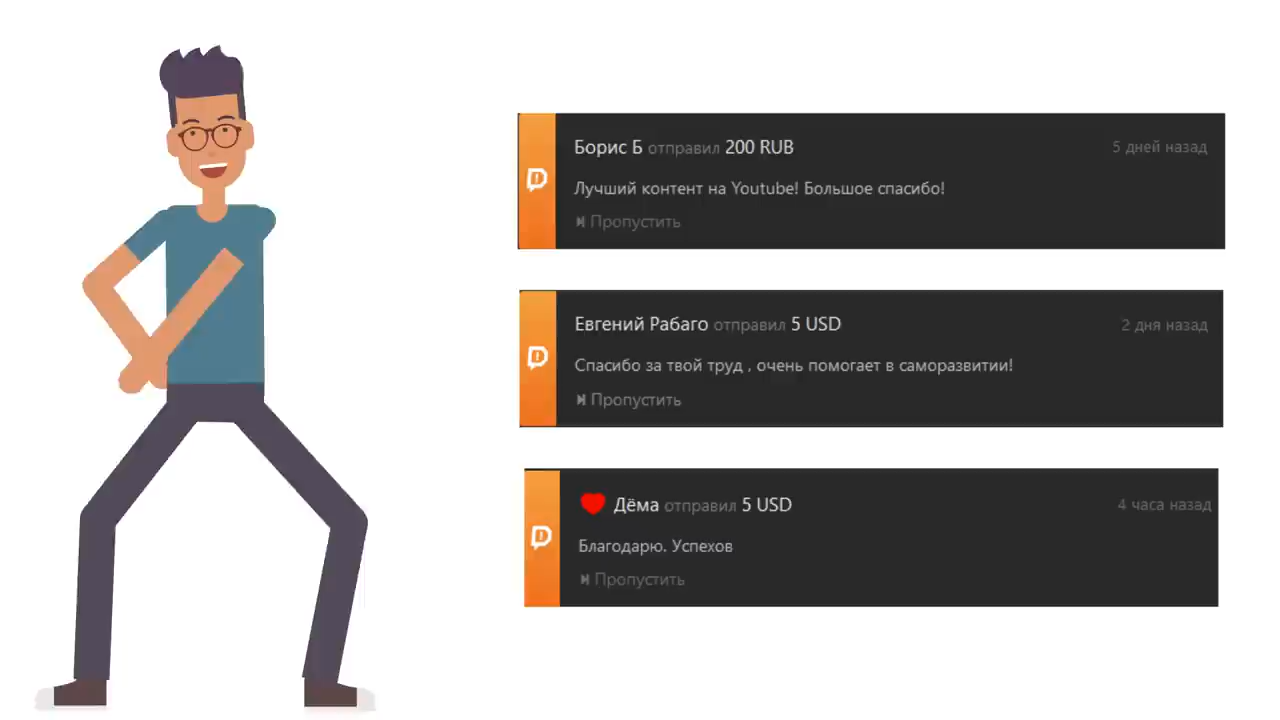 Борис Б отправил 200 RUB 5 дней назад
Лучший контент на Youtube! Большое спасибо!
Пропустить
Евгений Рабаго отправил 5 USD 2 дня назад
Спасибо за твой труд , очень помогает в саморазвитии!
Пропустить
Дёма отправил 5 USD 4 часа назад
Благодарю. Успехов
Пропустить